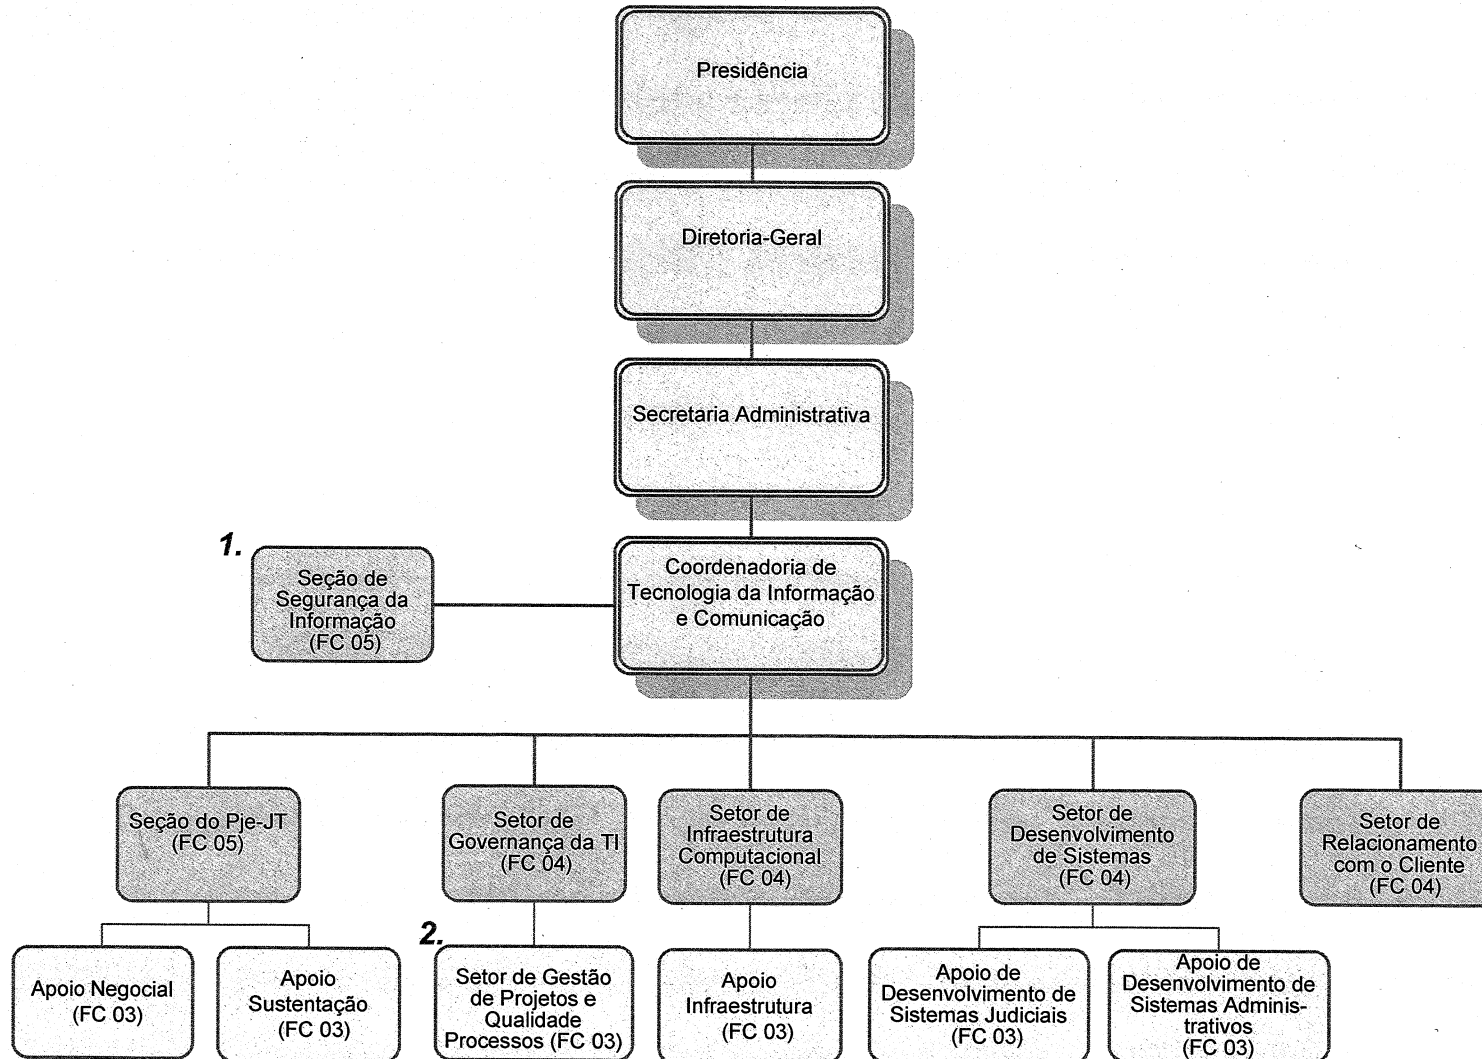 Presidência
Diretoria-Geral
Secretaria Administrativa
Coordenadoria de
Tecnologia da Informação
e Comunicação
1.
Seção de
Segurança da
Informação
(FC 05)
Seção do Pje-JT
(FC 05)
Setor de
Governança da TI
(FC 04)
Setor de
Infraestrutura
Computacional
(FC 04)
Setor de
Desenvolvimento
de Sistemas
(FC 04)
Setor de
Relacionamento
com o Cliente
(FC 04)
Apoio Negocial
(FC 03)
Apoio
Sustentação
(FC 03)
2.
Setor de Gestão
de Projetos e
Qualidade
Processos (FC 03)
Apoio
Infraestrutura
(FC 03)
Apoio de
Desenvolvimento de
Sistemas Judiciais
(FC 03)
Apoio de
Desenvolvimento de
Sistemas Adminis-
trativos
(FC 03)